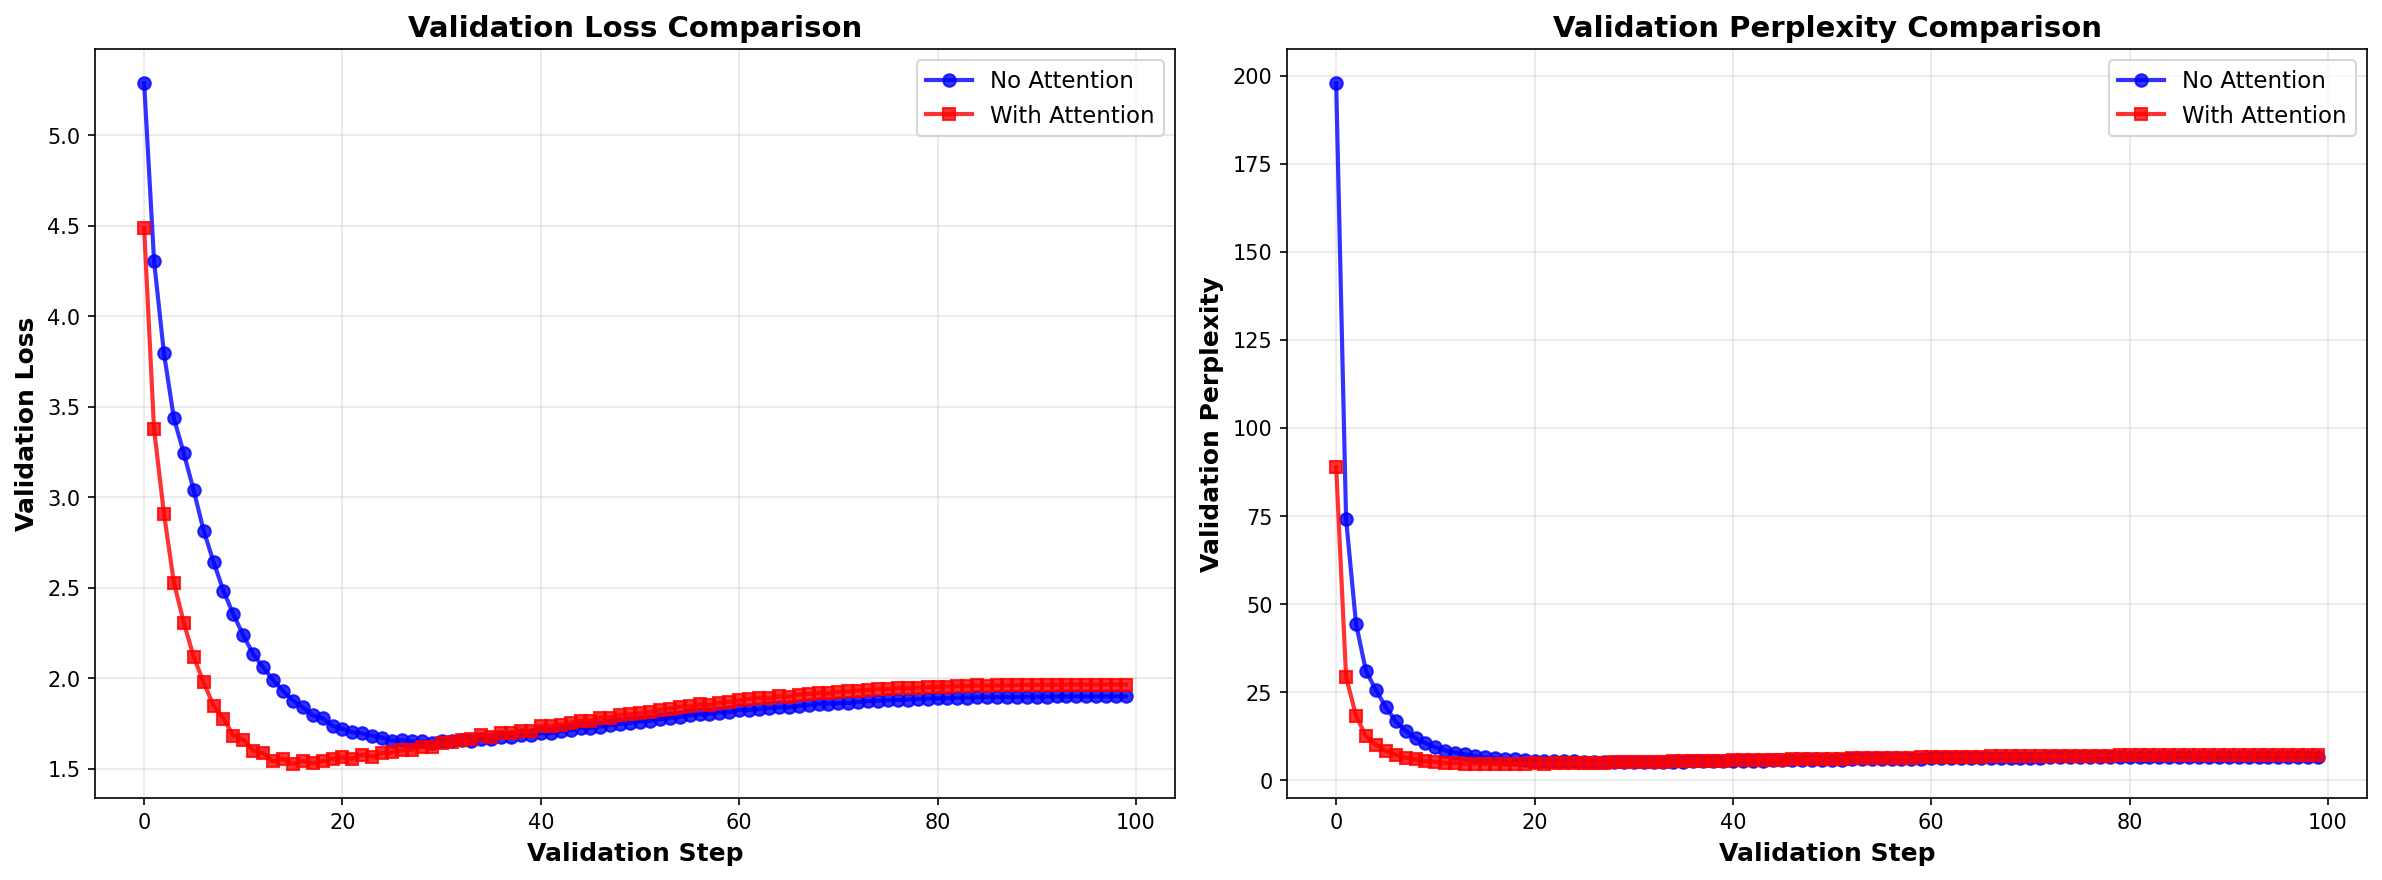 Validation Loss Comparison
No Attention
With Attention
5.0
4.5
4.0
3.5
3.0
2.5
2.0
1.5
Validation Loss
0
20
40
60
80
100
Validation Step
Validation Perplexity Comparison
No Attention
With Attention
200
175
150
125
100
75
50
25
0
Validation Perplexity
0
20
40
60
80
100
Validation Step